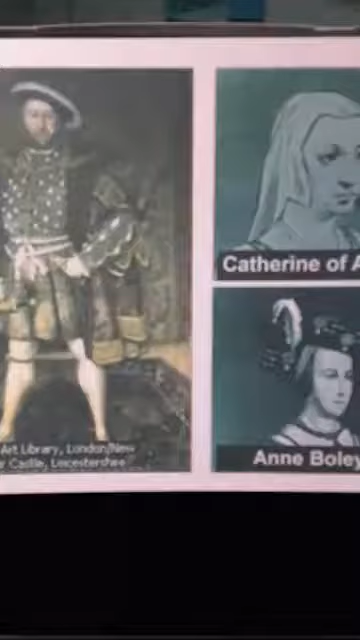 Art Library, London/New
r Castle, Leicestershire
Catherine of A
Anne Boley